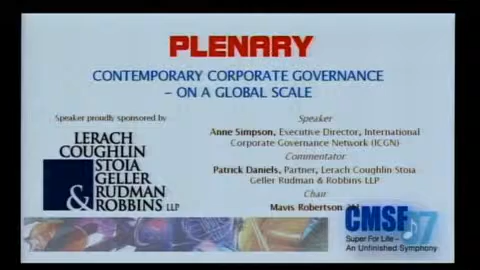 PLENARY
CONTEMPORARY CORPORATE GOVERNANCE
– ON A GLOBAL SCALE
Speaker proudly sponsored by
LERACH
COUGHLIN
STOIA
GELLER
RUDMAN
& ROBBINS LLP
Speaker
Anne Simpson, Executive Director, International
Corporate Governance Network (ICGN)
Commentator
Patrick Daniels, Partner, Lerach Coughlin Stoia
Geller Rudman & Robbins LLP
Chair
Mavis Robertson
CMSF 07
Super For Life –
An Unfinished Symphony